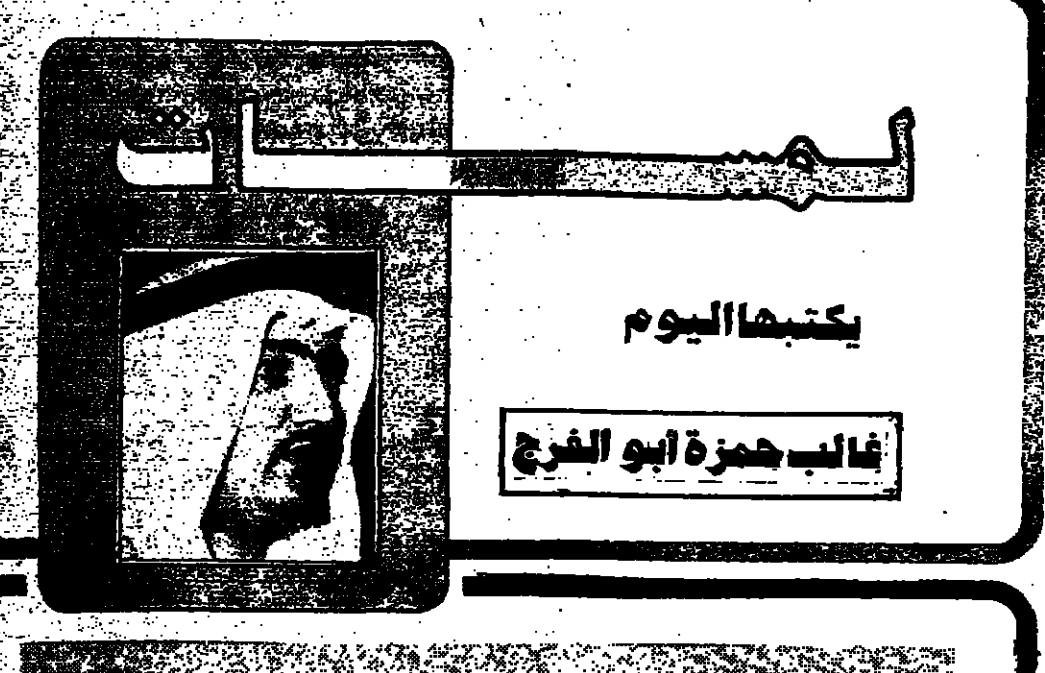 لمسات
يكتبها اليوم
غالب حمزة أبو الفرج